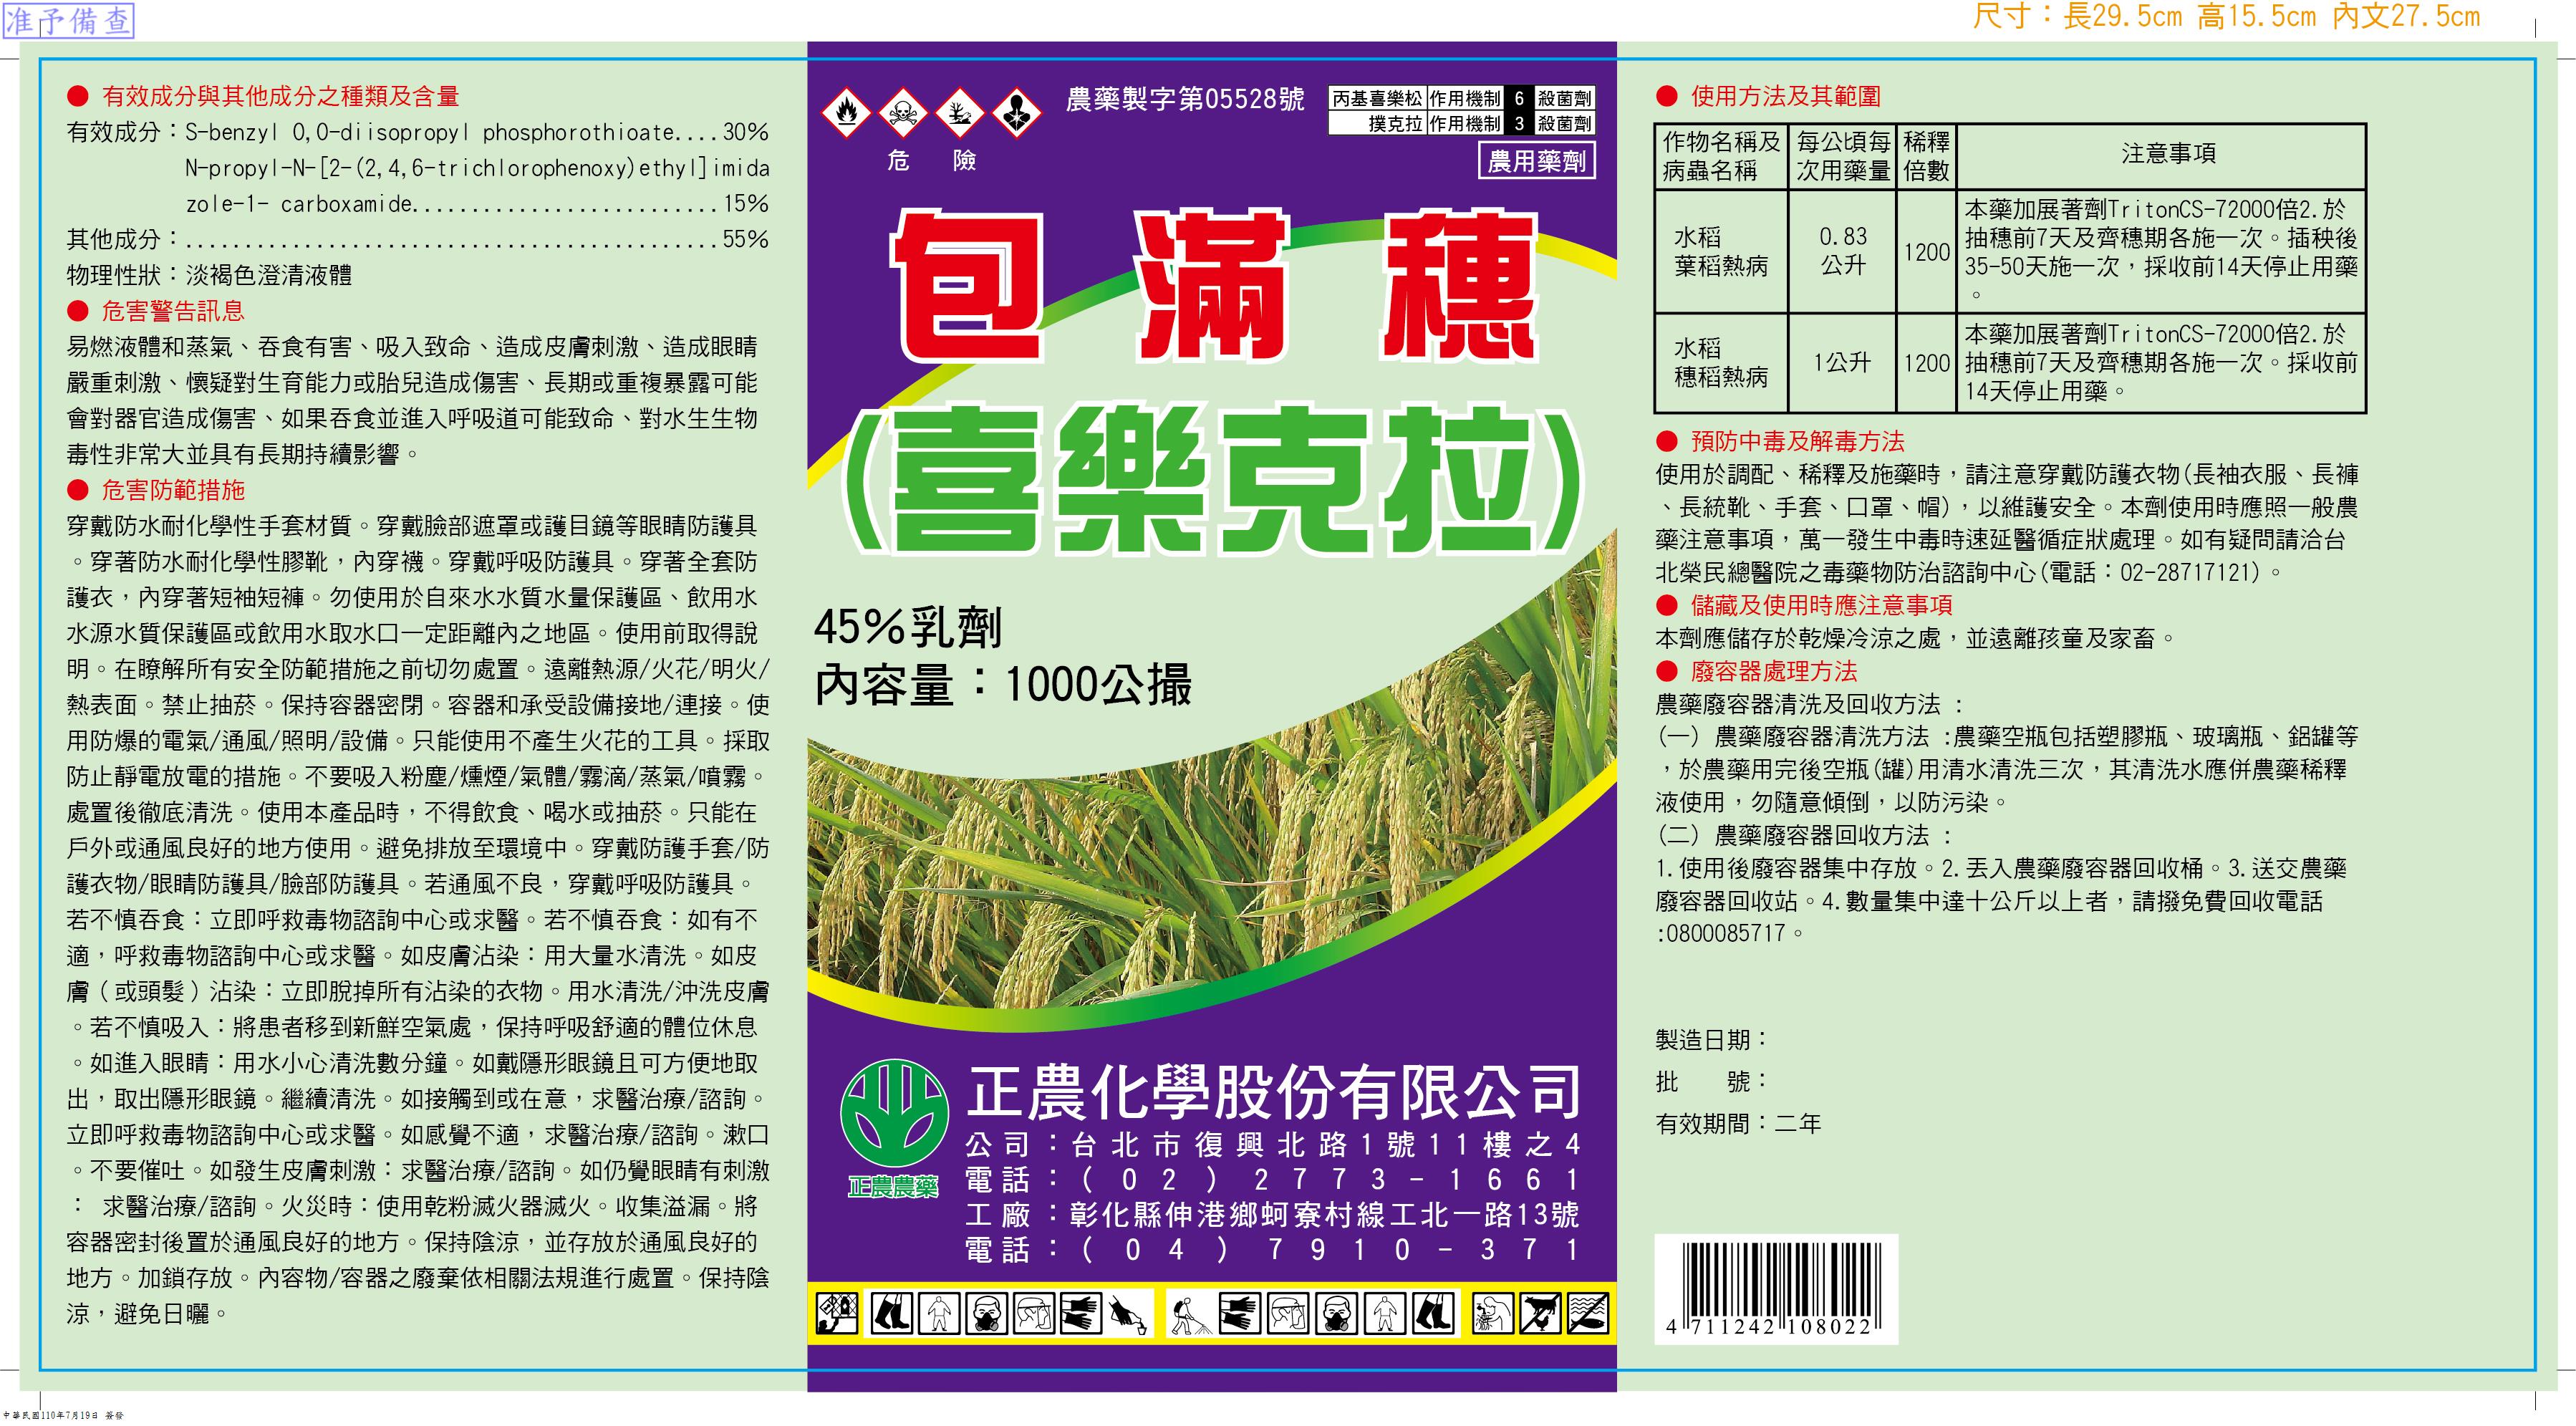 准予備查
尺寸：長29.5cm 高15.5cm 內文27.5cm
● 有效成分與其他成分之種類及含量
有效成分：S-benzyl O,O-diisopropyl phosphorothioate....30%
N-propyl-N-[2-(2,4,6-trichlorophenoxy)ethyl]imida
zole-1- carboxamide..........................15%
其他成分：.............................................55%
物理性狀：淡褐色澄清液體
● 危害警告訊息
易燃液體和蒸氣、吞食有害、吸入致命、造成皮膚刺激、造成眼睛
嚴重刺激、懷疑對生育能力或胎兒造成傷害、長期或重複暴露可能
會對器官造成傷害、如果吞食並進入呼吸道可能致命、對水生生物
毒性非常大並具有長期持續影響。
● 危害防範措施
穿戴防水耐化學性手套材質。穿戴臉部遮罩或護目鏡等眼睛防護具
。穿著防水耐化學性膠靴，內穿襪。穿戴呼吸防護具。穿著全套防
護衣，內穿著短袖短褲。勿使用於自來水水質水量保護區、飲用水
水源水質保護區或飲用水取水口一定距離內之地區。使用前取得說
明。在瞭解所有安全防範措施之前切勿處置。遠離熱源/火花/明火/
熱表面。禁止抽菸。保持容器密閉。容器和承受設備接地/連接。使
用防爆的電氣/通風/照明/設備。只能使用不產生火花的工具。採取
防止靜電放電的措施。不要吸入粉塵/燻煙/氣體/霧滴/蒸氣/噴霧。
處置後徹底清洗。使用本產品時，不得飲食、喝水或抽菸。只能在
戶外或通風良好的地方使用。避免排放至環境中。穿戴防護手套/防
護衣物/眼睛防護具/臉部防護具。若通風不良，穿戴呼吸防護具。
若不慎吞食：立即呼救毒物諮詢中心或求醫。若不慎吞食：如有不
適，呼救毒物諮詢中心或求醫。如皮膚沾染：用大量水清洗。如皮
膚（或頭髮）沾染：立即脫掉所有沾染的衣物。用水清洗/沖洗皮膚
。若不慎吸入：將患者移到新鮮空氣處，保持呼吸舒適的體位休息
。如進入眼睛：用水小心清洗數分鐘。如戴隱形眼鏡且可方便地取
出，取出隱形眼鏡。繼續清洗。如接觸到或在意，求醫治療/諮詢。
立即呼救毒物諮詢中心或求醫。如感覺不適，求醫治療/諮詢。漱口
。不要催吐。如發生皮膚刺激：求醫治療/諮詢。如仍覺眼睛有刺激
： 求醫治療/諮詢。火災時：使用乾粉滅火器滅火。收集溢漏。將
容器密封後置於通風良好的地方。保持陰涼，並存放於通風良好的
地方。加鎖存放。內容物/容器之廢棄依相關法規進行處置。保持陰
涼，避免日曬。
危 險
農藥製字第05528號
丙基喜樂松 作用機制 6 殺菌劑
撲克拉 作用機制 3 殺菌劑
農用藥劑
包滿穗
(喜樂克拉)
45%乳劑
內容量：1000公撮
正農農藥
正農化學股份有限公司
公司：台北市復興北路1號11樓之4
電話：(02)2773-1661
工廠：彰化縣伸港鄉蚵寮村線工北一路13號
電話：(04)7910-371
● 使用方法及其範圍
作物名稱及 每公頃每 稀釋 注意事項
病蟲名稱 次用藥量 倍數
水稻 葉稻熱病 0.83 公升 1200
本藥加展著劑TritonCS-72000倍2.於
抽穗前7天及齊穗期各施一次。插秧後
35-50天施一次，採收前14天停止用藥
。
水稻 穗稻熱病 1公升 1200
本藥加展著劑TritonCS-72000倍2.於
抽穗前7天及齊穗期各施一次。採收前
14天停止用藥。
● 預防中毒及解毒方法
使用於調配、稀釋及施藥時，請注意穿戴防護衣物(長袖衣服、長褲
、長統靴、手套、口罩、帽)，以維護安全。本劑使用時應照一般農
藥注意事項，萬一發生中毒時速延醫循症狀處理。如有疑問請洽台
北榮民總醫院之毒藥物防治諮詢中心(電話：02-28717121)。
● 儲藏及使用時應注意事項
本劑應儲存於乾燥冷涼之處，並遠離孩童及家畜。
● 廢容器處理方法
農藥廢容器清洗及回收方法 ：
(一) 農藥廢容器清洗方法 :農藥空瓶包括塑膠瓶、玻璃瓶、鋁罐等
，於農藥用完後空瓶(罐)用清水清洗三次，其清洗水應併農藥稀釋
液使用，勿隨意傾倒，以防污染。
(二) 農藥廢容器回收方法 ：
1.使用後廢容器集中存放。2.丟入農藥廢容器回收桶。3.送交農藥
廢容器回收站。4.數量集中達十公斤以上者，請撥免費回收電話
:0800085717。
製造日期：
批　　號：
有效期間：二年
4 711242 108022
中華民國110年7月19日 簽發